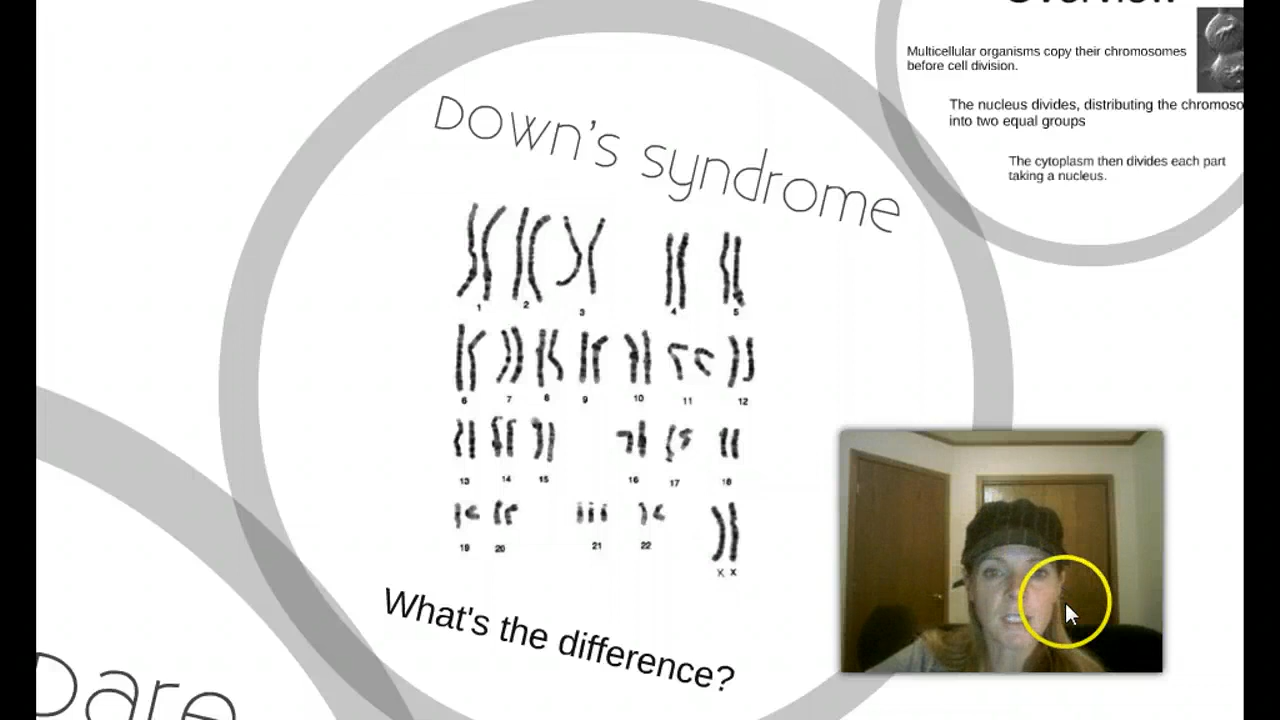 Overview
Multicellular organisms copy their chromosomes
before cell division.
The nucleus divides, distributing the chromoso
into two equal groups
The cytoplasm then divides each part
taking a nucleus.
Down's syndrome
1 2 3 4 5
6 7 8 9 10 11 12
13 14 15 16 17 18
19 20 21 22
x x
What's the difference?
pare